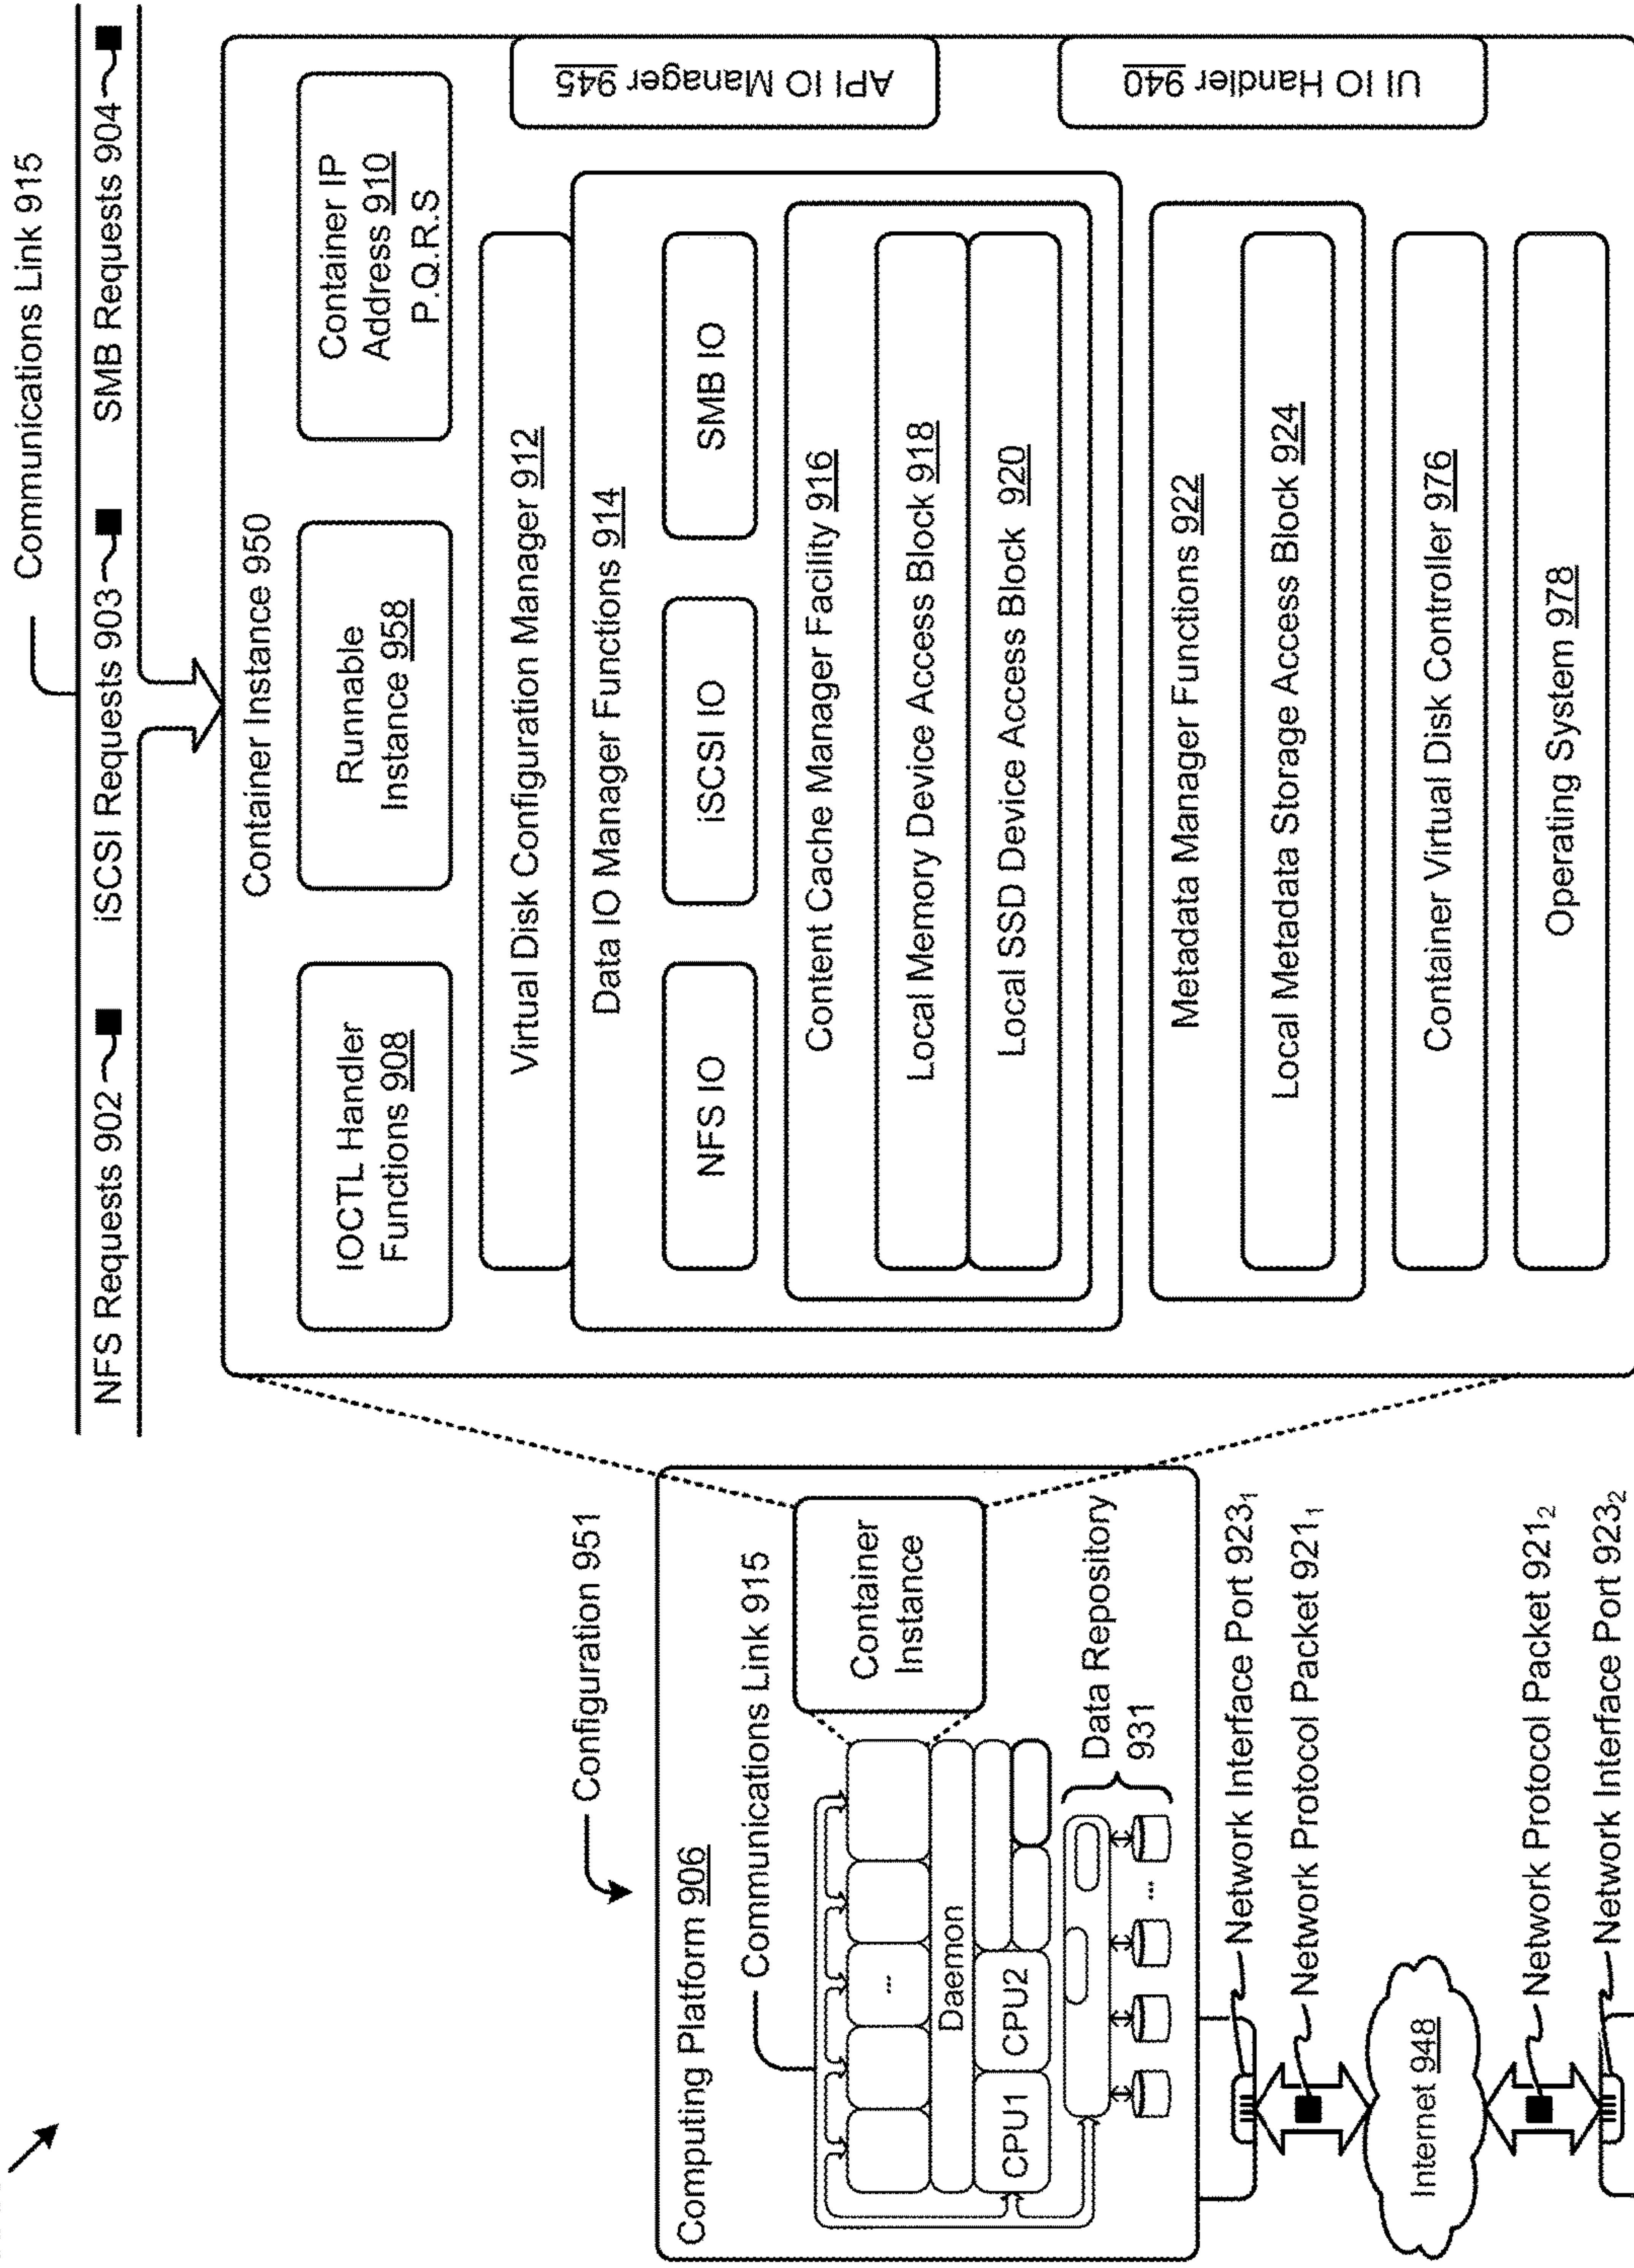 Communications Link 915
NFS Requests 902
iSCSI Requests 903
SMB Requests 904
Container Instance 950
IOCTL Handler
Functions 908
Runnable
Instance 958
Container IP
Address 910
P.Q.R.S
Virtual Disk Configuration Manager 912
Data IO Manager Functions 914
NFS IO
iSCSI IO
SMB IO
Content Cache Manager Facility 916
Local Memory Device Access Block 918
Local SSD Device Access Block 920
Metadata Manager Functions 922
Local Metadata Storage Access Block 924
Container Virtual Disk Controller 976
Operating System 978
API IO Manager 945
UI IO Handler 940
Configuration 951
Computing Platform 906
Communications Link 915
Container
Instance
...
Daemon
CPU1
CPU2
Data Repository
931
...
Network Interface Port 923₁
Network Protocol Packet 921₁
Internet 948
Network Protocol Packet 921₂
Network Interface Port 923₂